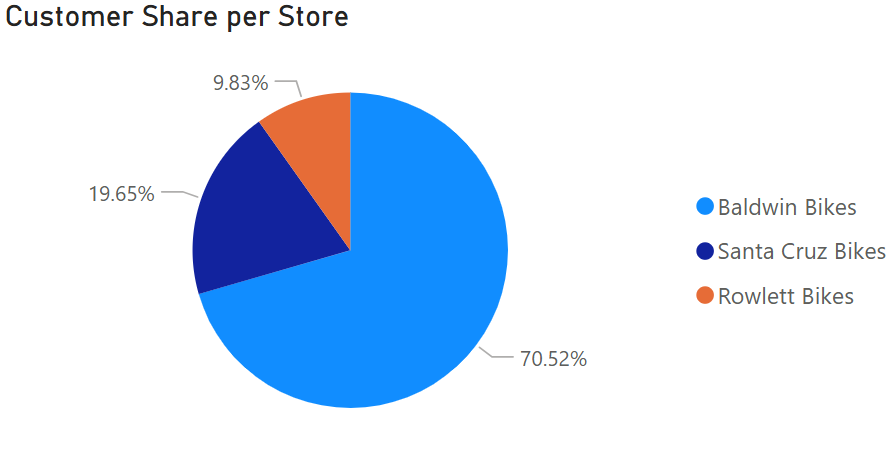 Customer Share per Store
9.83%
19.65%
70.52%
Baldwin Bikes
Santa Cruz Bikes
Rowlett Bikes